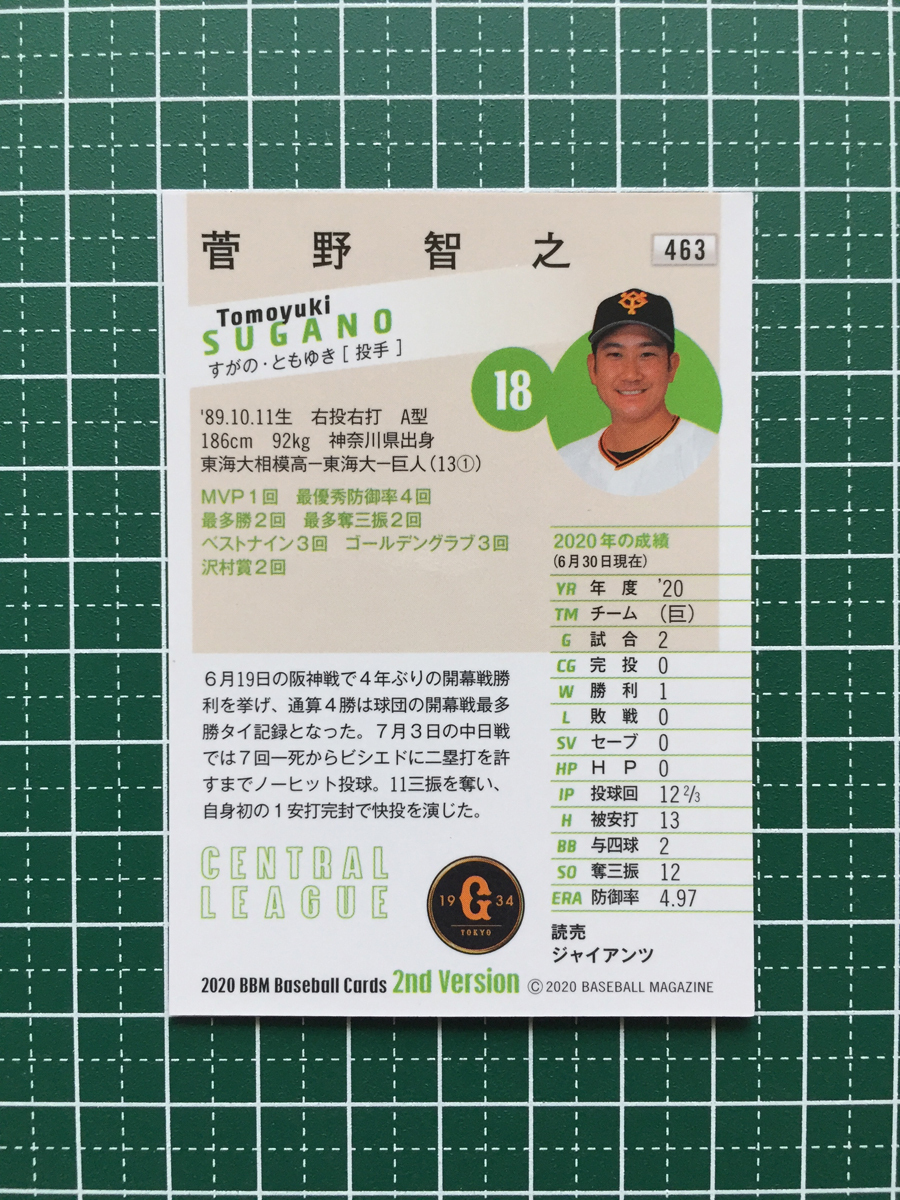 菅野智之
463
Tomoyuki
SUGANO
すがの・ともゆき [ 投手 ]
18
'89.10.11生 右投右打 A型
186cm 92kg 神奈川県出身
東海大相模高ー東海大ー巨人(13①)
MVP1回 最優秀防御率4回
最多勝2回 最多奪三振2回
ベストナイン3回 ゴールデングラブ3回
沢村賞2回
2020年の成績
(6月30日現在)
YR 年度 '20
TM チーム (巨)
G 試合 2
CG 完投 0
W 勝利 1
L 敗戦 0
SV セーブ 0
HP HP 0
IP 投球回 12 2/3
H 被安打 13
BB 与四球 2
SO 奪三振 12
ERA 防御率 4.97
読売
ジャイアンツ
6月19日の阪神戦で4年ぶりの開幕戦勝
利を挙げ、通算4勝は球団の開幕戦最多
勝タイ記録となった。7月3日の中日戦
では7回一死からビシエドに二塁打を許
すまでノーヒット投球。11三振を奪い、
自身初の1安打完封で快投を演じた。
CENTRAL
LEAGUE
19 G 34
TOKYO
2020 BBM Baseball Cards 2nd Version ©2020 BASEBALL MAGAZINE